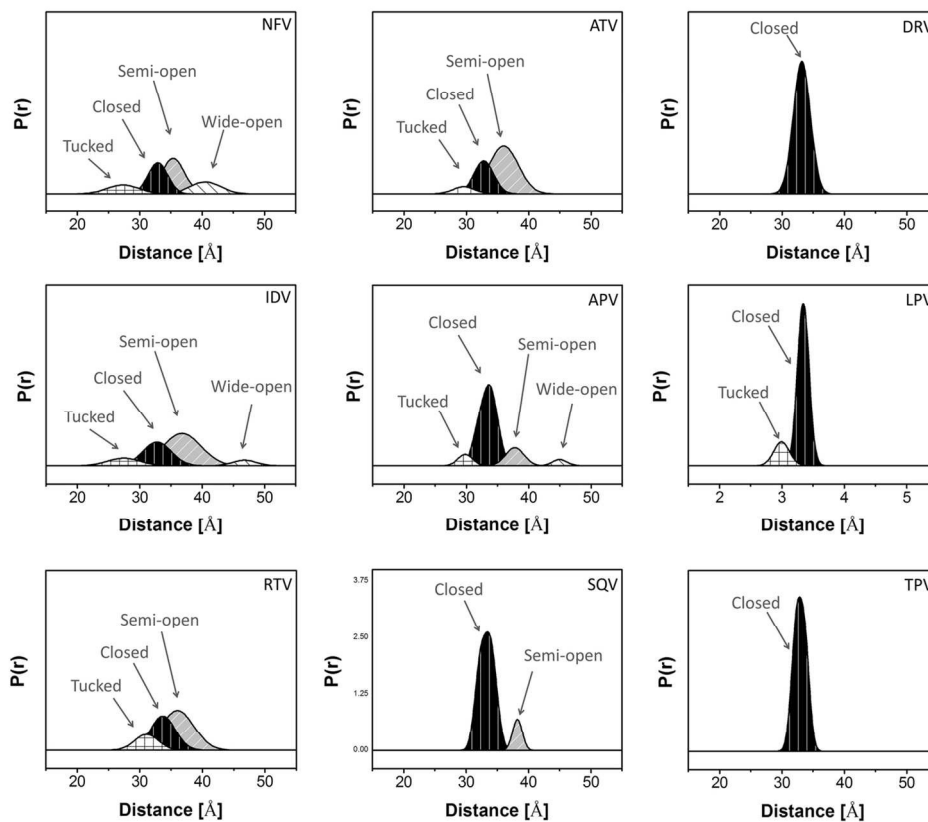 NFV
Semi-open
Closed
Wide-open
Tucked
P(r)
20 30 40 50
Distance [Å]
ATV
Semi-open
Closed
Tucked
P(r)
20 30 40 50
Distance [Å]
DRV
Closed
P(r)
20 30 40 50
Distance [Å]
IDV
Semi-open
Closed
Wide-open
Tucked
P(r)
20 30 40 50
Distance [Å]
APV
Closed
Semi-open
Tucked
Wide-open
P(r)
20 30 40 50
Distance [Å]
LPV
Closed
Tucked
P(r)
2 3 4 5
Distance [Å]
RTV
Semi-open
Closed
Tucked
P(r)
20 30 40 50
Distance [Å]
SQV
3.75
Closed
2.50
Semi-open
1.25
0.00
P(r)
20 30 40 50
Distance [Å]
TPV
Closed
P(r)
20 30 40 50
Distance [Å]